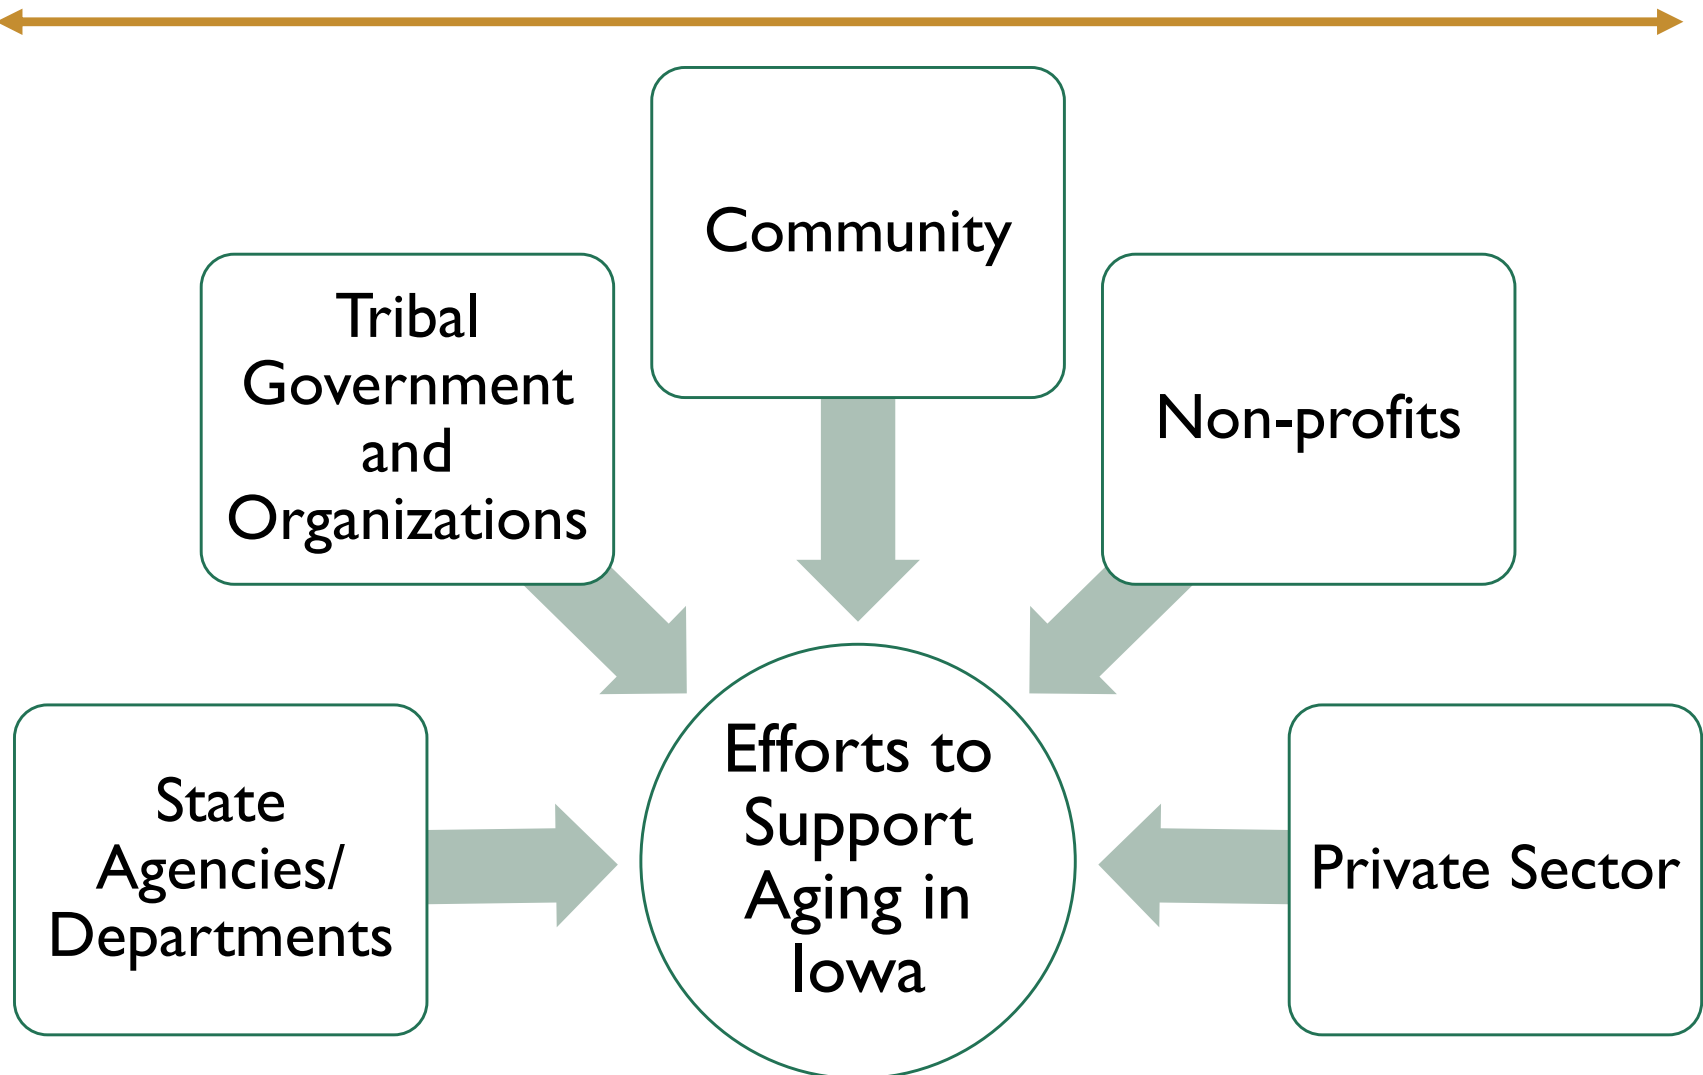 Community
Tribal
Government
and
Organizations
Non-profits
State
Agencies/
Departments
Efforts to
Support
Aging in
Iowa
Private Sector